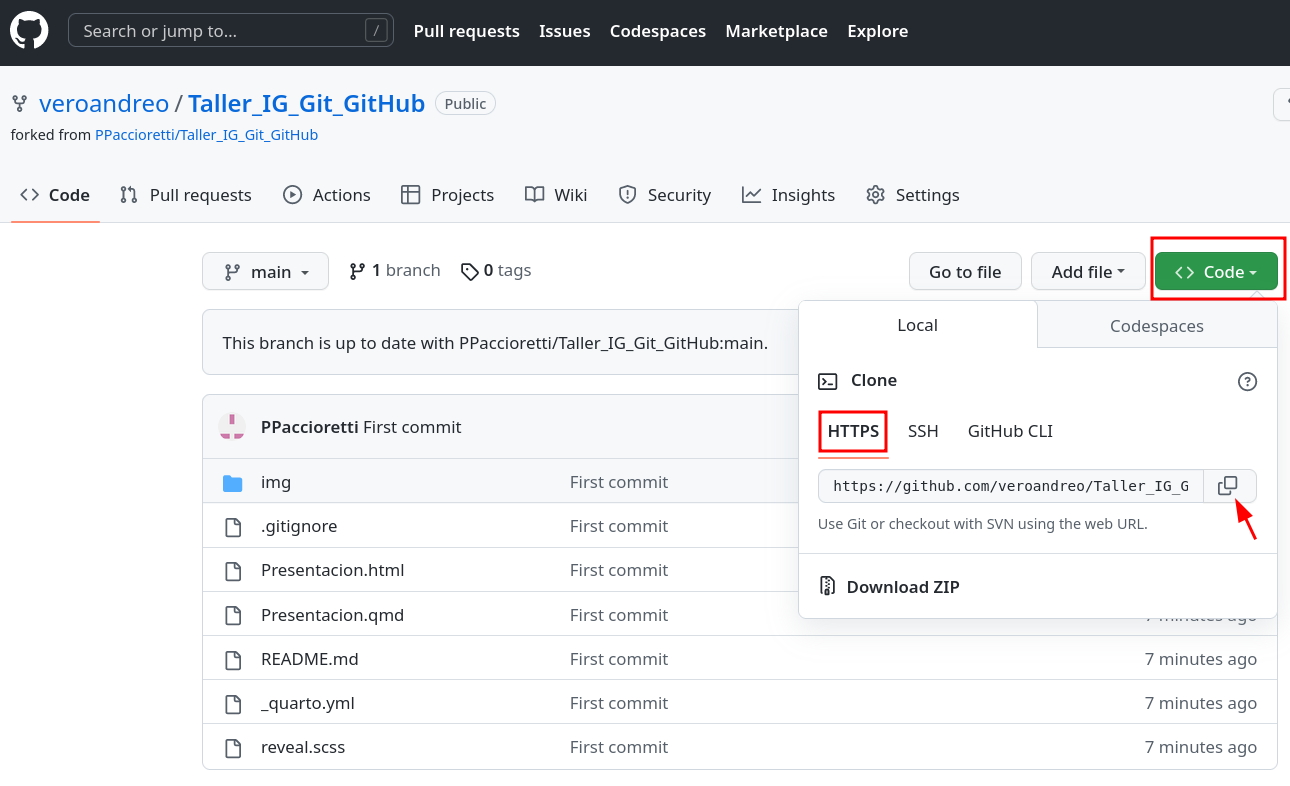 Search or jump to... / Pull requests Issues Codespaces Marketplace Explore
veroandreo / Taller_IG_Git_GitHub Public
forked from PPaccioretti/Taller_IG_Git_GitHub
Code Pull requests Actions Projects Wiki Security Insights Settings
main 1 branch 0 tags Go to file Add file Code
This branch is up to date with PPaccioretti/Taller_IG_Git_GitHub:main.
Local Codespaces
Clone
HTTPS SSH GitHub CLI
https://github.com/veroandreo/Taller_IG_G
Use Git or checkout with SVN using the web URL.
Download ZIP
PPaccioretti First commit
img First commit
.gitignore First commit
Presentacion.html First commit
Presentacion.qmd First commit 7 minutes ago
README.md First commit 7 minutes ago
_quarto.yml First commit 7 minutes ago
reveal.scss First commit 7 minutes ago